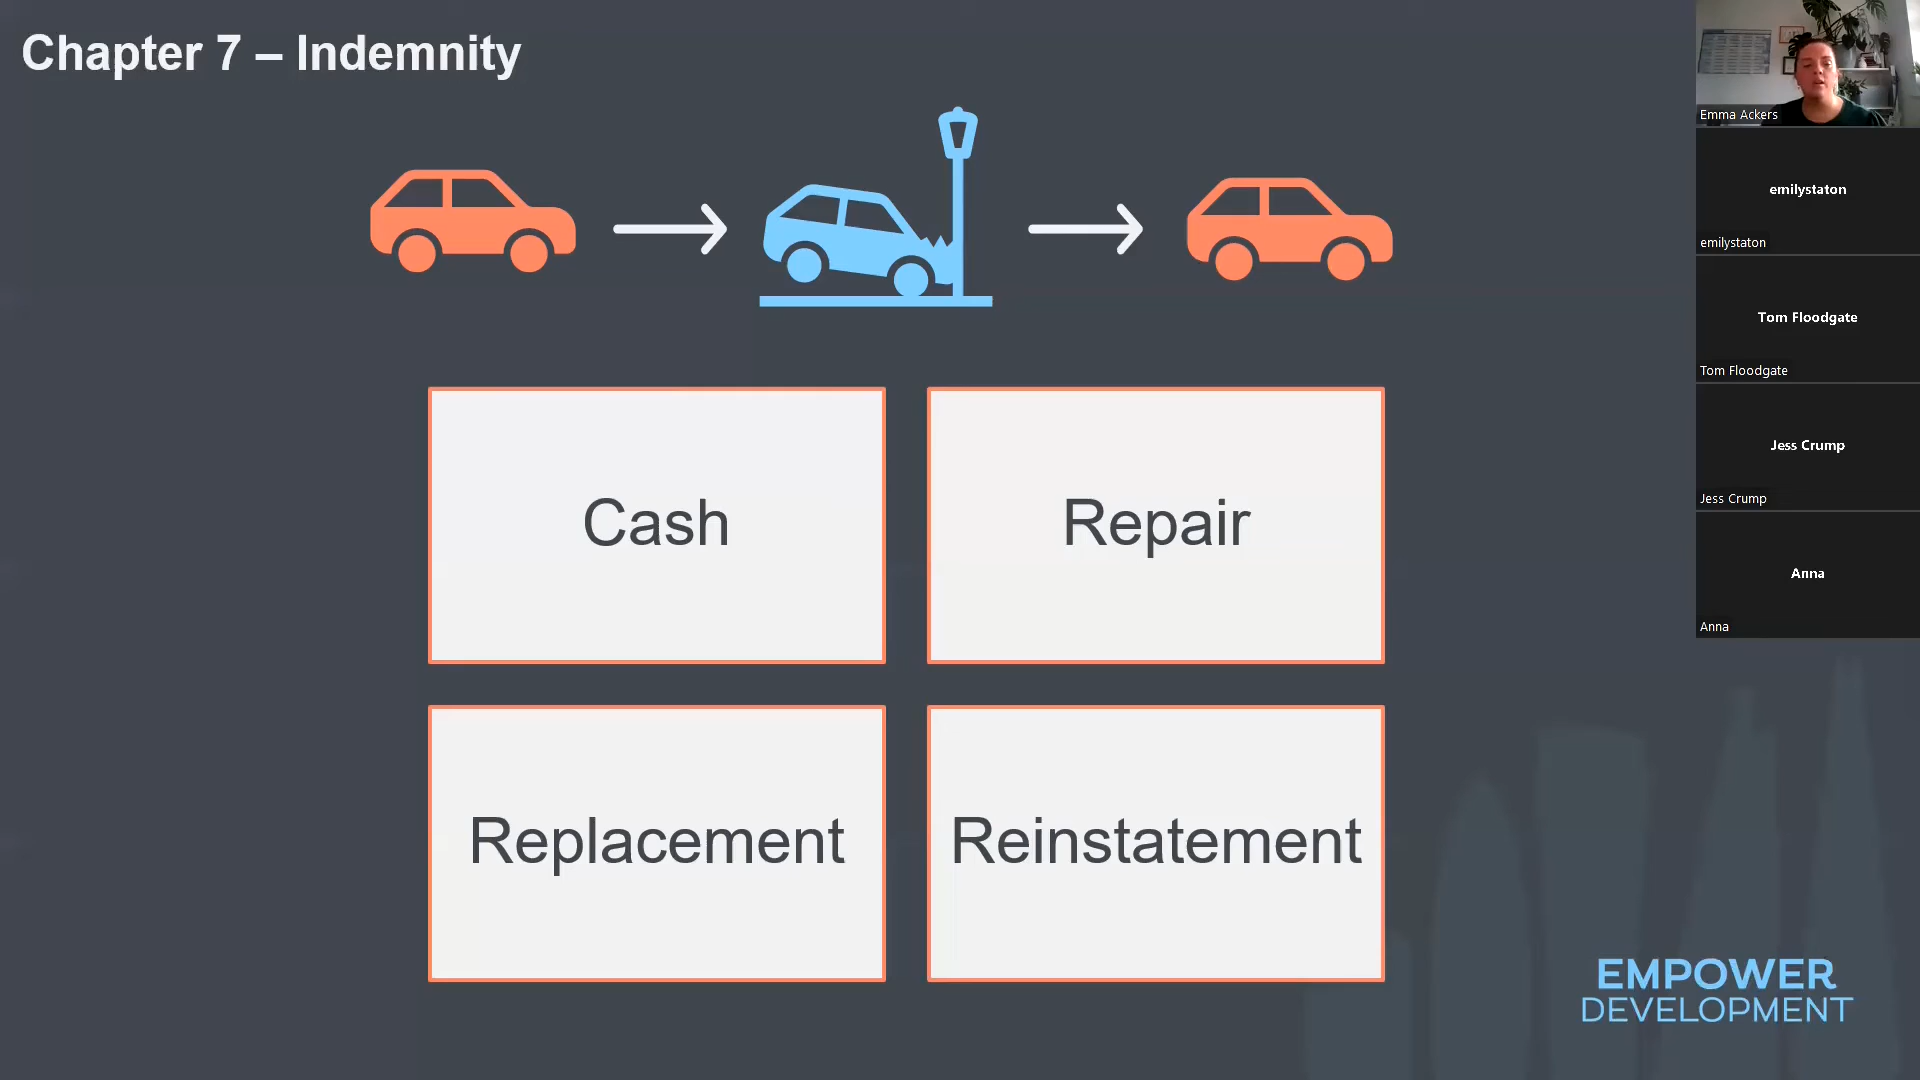 Chapter 7 – Indemnity
Cash
Repair
Replacement
Reinstatement
EMPOWER
DEVELOPMENT
Emma Ackers
emilystaton
emilystaton
Tom Floodgate
Tom Floodgate
Jess Crump
Jess Crump
Anna
Anna